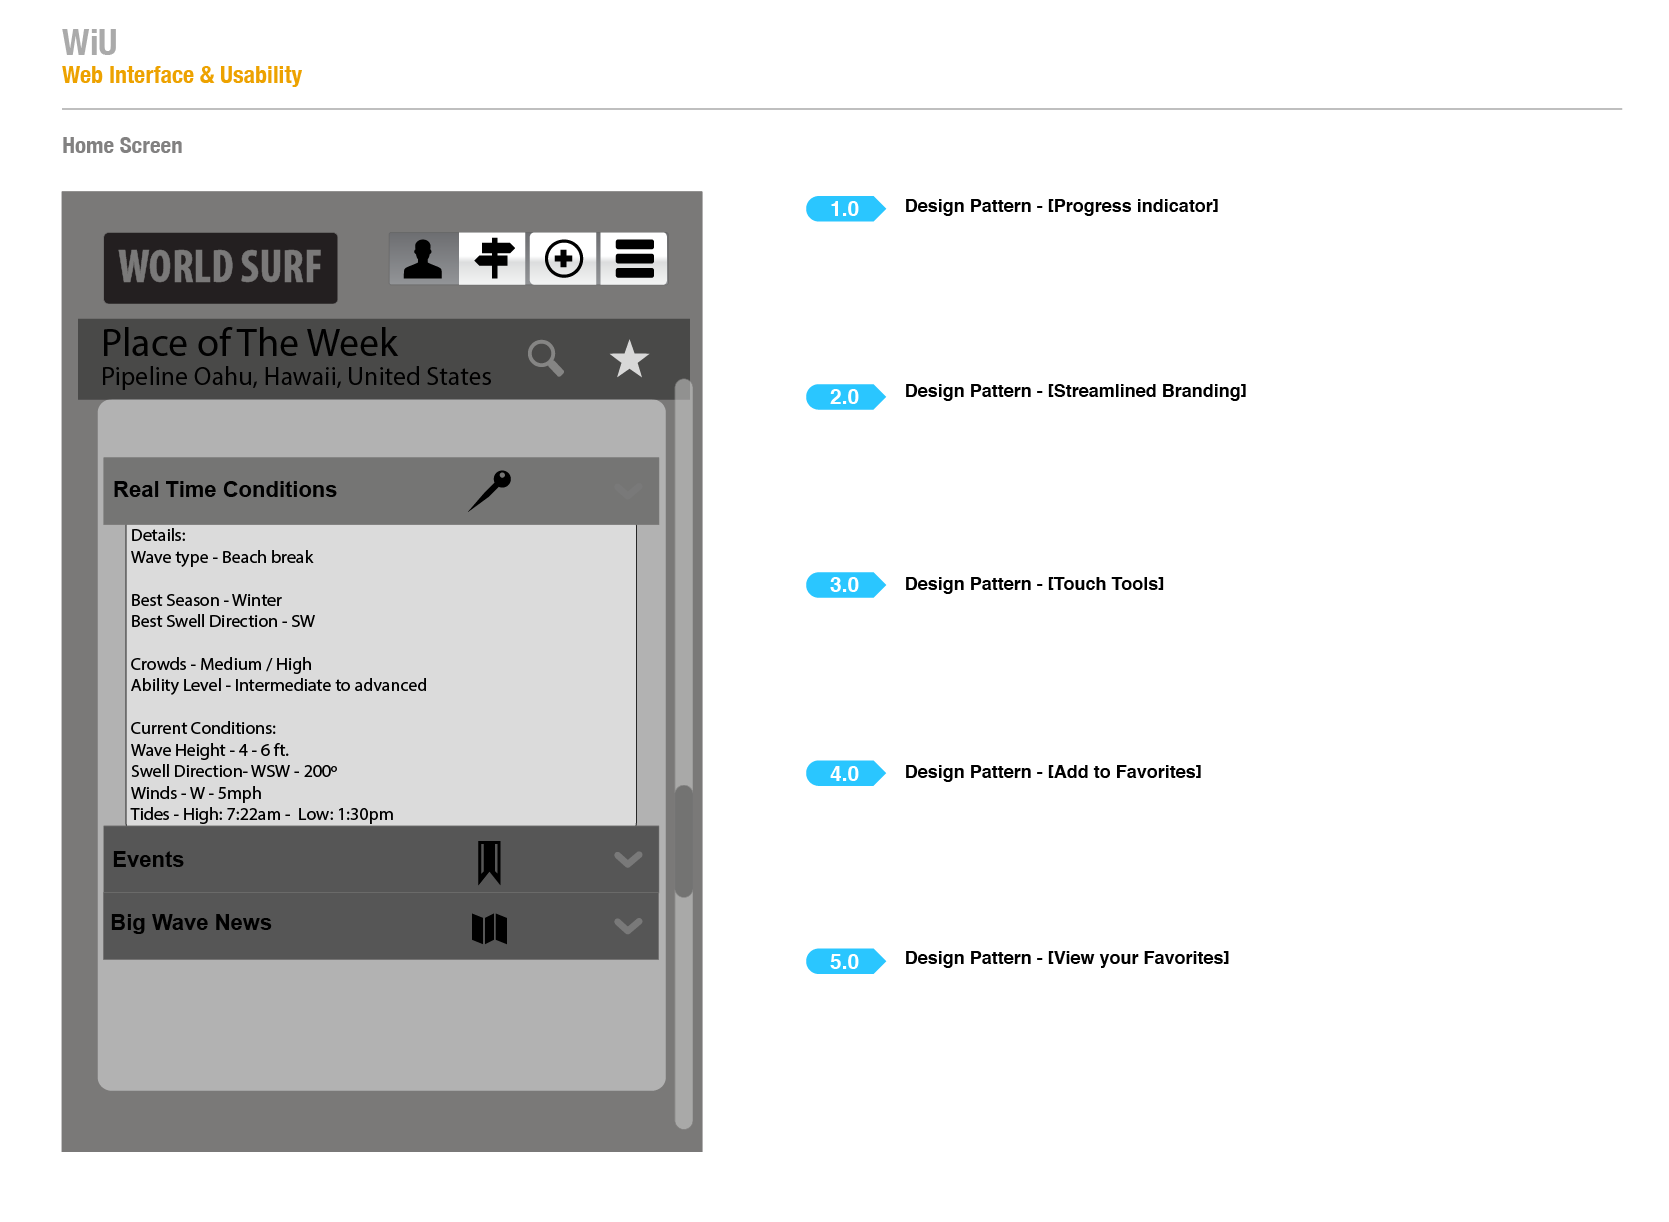 WiU
Web Interface & Usability
Home Screen
WORLD SURF
Place of The Week
Pipeline Oahu, Hawaii, United States
Real Time Conditions
Details:
Wave type - Beach break
Best Season - Winter
Best Swell Direction - SW
Crowds - Medium / High
Ability Level - Intermediate to advanced
Current Conditions:
Wave Height - 4 - 6 ft.
Swell Direction- WSW - 200º
Winds - W - 5mph
Tides - High: 7:22am -  Low: 1:30pm
Events
Big Wave News
1.0 Design Pattern - [Progress indicator]
2.0 Design Pattern - [Streamlined Branding]
3.0 Design Pattern - [Touch Tools]
4.0 Design Pattern - [Add to Favorites]
5.0 Design Pattern - [View your Favorites]